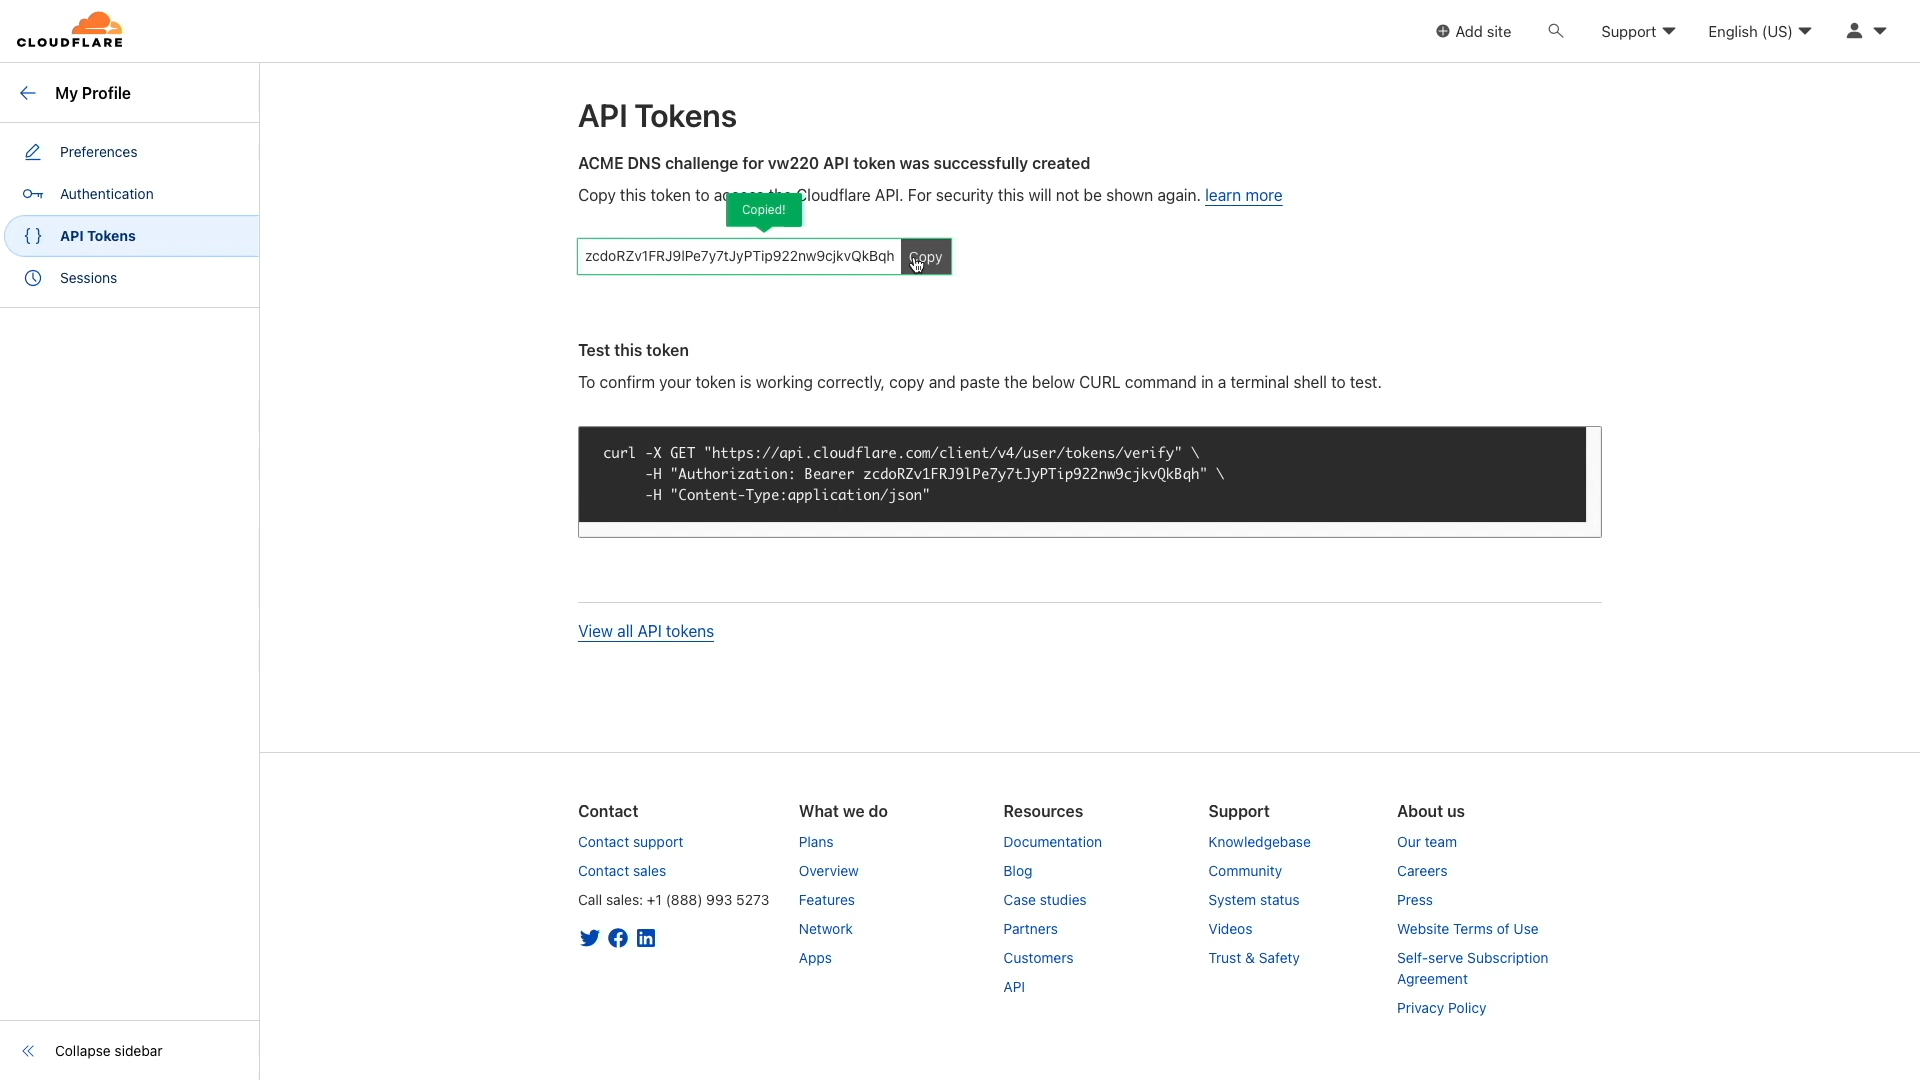 CLOUDFLARE
Add site
Support
English (US)
My Profile
Preferences
Authentication
API Tokens
Sessions
Collapse sidebar
API Tokens
ACME DNS challenge for vw220 API token was successfully created
Copy this token to access the Cloudflare API. For security this will not be shown again. learn more
Copied!
zcdoRZv1FRJ9lPe7y7tJyPTip922nw9cjkvQkBqh
Copy
Test this token
To confirm your token is working correctly, copy and paste the below CURL command in a terminal shell to test.
curl -X GET "https://api.cloudflare.com/client/v4/user/tokens/verify" \
-H "Authorization: Bearer zcdoRZv1FRJ9lPe7y7tJyPTip922nw9cjkvQkBqh" \
-H "Content-Type:application/json"
View all API tokens
Contact
Contact support
Contact sales
Call sales: +1 (888) 993 5273
What we do
Plans
Overview
Features
Network
Apps
Resources
Documentation
Blog
Case studies
Partners
Customers
API
Support
Knowledgebase
Community
System status
Videos
Trust & Safety
About us
Our team
Careers
Press
Website Terms of Use
Self-serve Subscription
Agreement
Privacy Policy